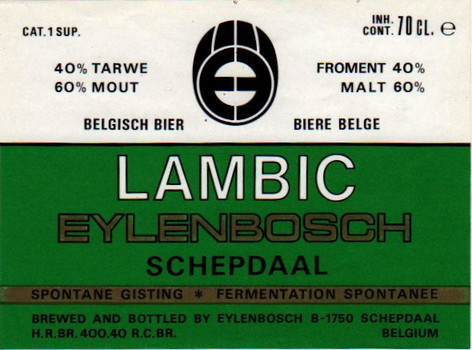 CAT. 1 SUP.
INH. CONT. 70 CL. ℮
40% TARWE
60% MOUT
FROMENT 40%
MALT 60%
BELGISCH BIER
BIERE BELGE
LAMBIC
EYLENBOSCH
SCHEPDAAL
SPONTANE GISTING * FERMENTATION SPONTANEE
BREWED AND BOTTLED BY EYLENBOSCH B-1750 SCHEPDAAL
H.R.BR. 400.40 R.C.BR. BELGIUM